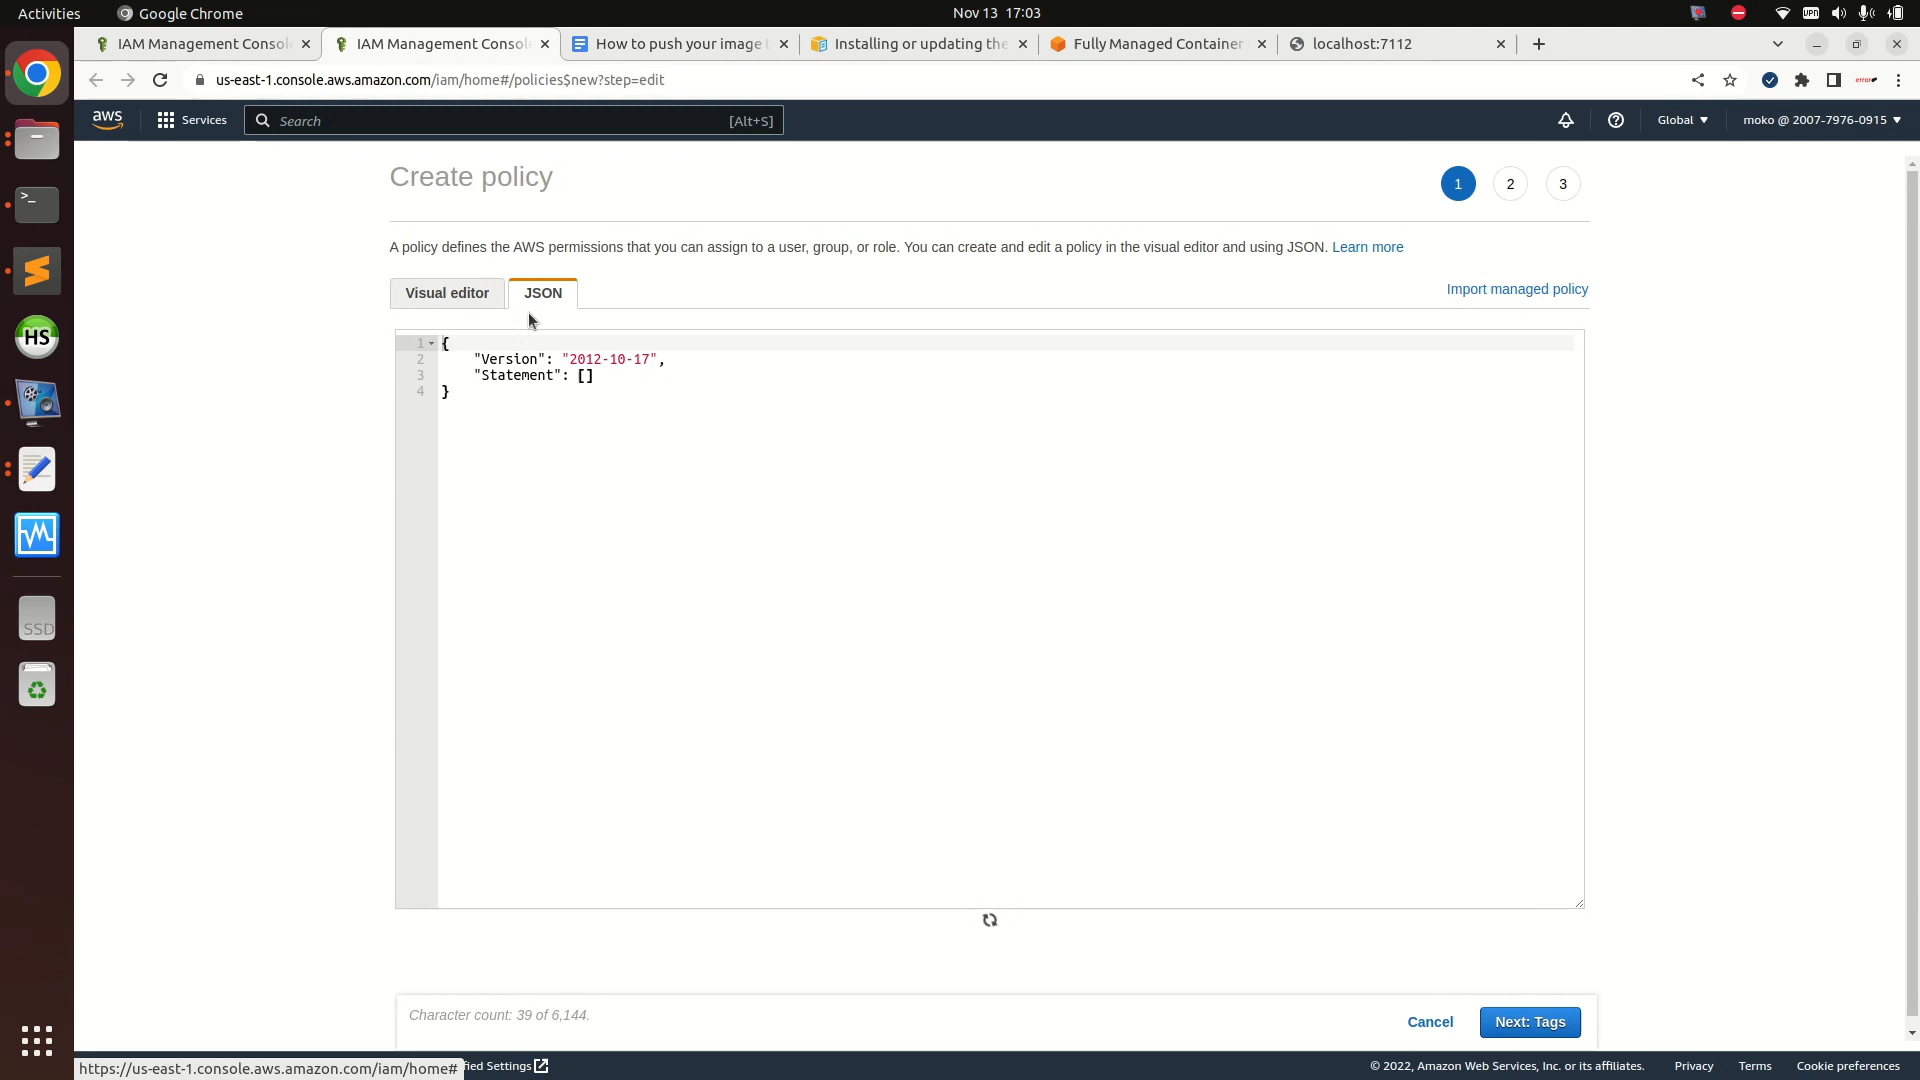 Activities
Google Chrome
Nov 13 17:03
VPN
IAM Management Consol
IAM Management Consol
How to push your image t
Installing or updating the
Fully Managed Container
localhost:7112
us-east-1.console.aws.amazon.com/iam/home#/policies$new?step=edit
error
aws
Services
Search
[Alt+S]
Global
moko @ 2007-7976-0915
Create policy
1
2
3
A policy defines the AWS permissions that you can assign to a user, group, or role. You can create and edit a policy in the visual editor and using JSON. Learn more
Visual editor
JSON
Import managed policy
1 {
2 "Version": "2012-10-17",
3 "Statement": []
4 }
HS
SSD
Character count: 39 of 6,144.
Cancel
Next: Tags
https://us-east-1.console.aws.amazon.com/iam/home#
fied Settings
© 2022, Amazon Web Services, Inc. or its affiliates.
Privacy
Terms
Cookie preferences